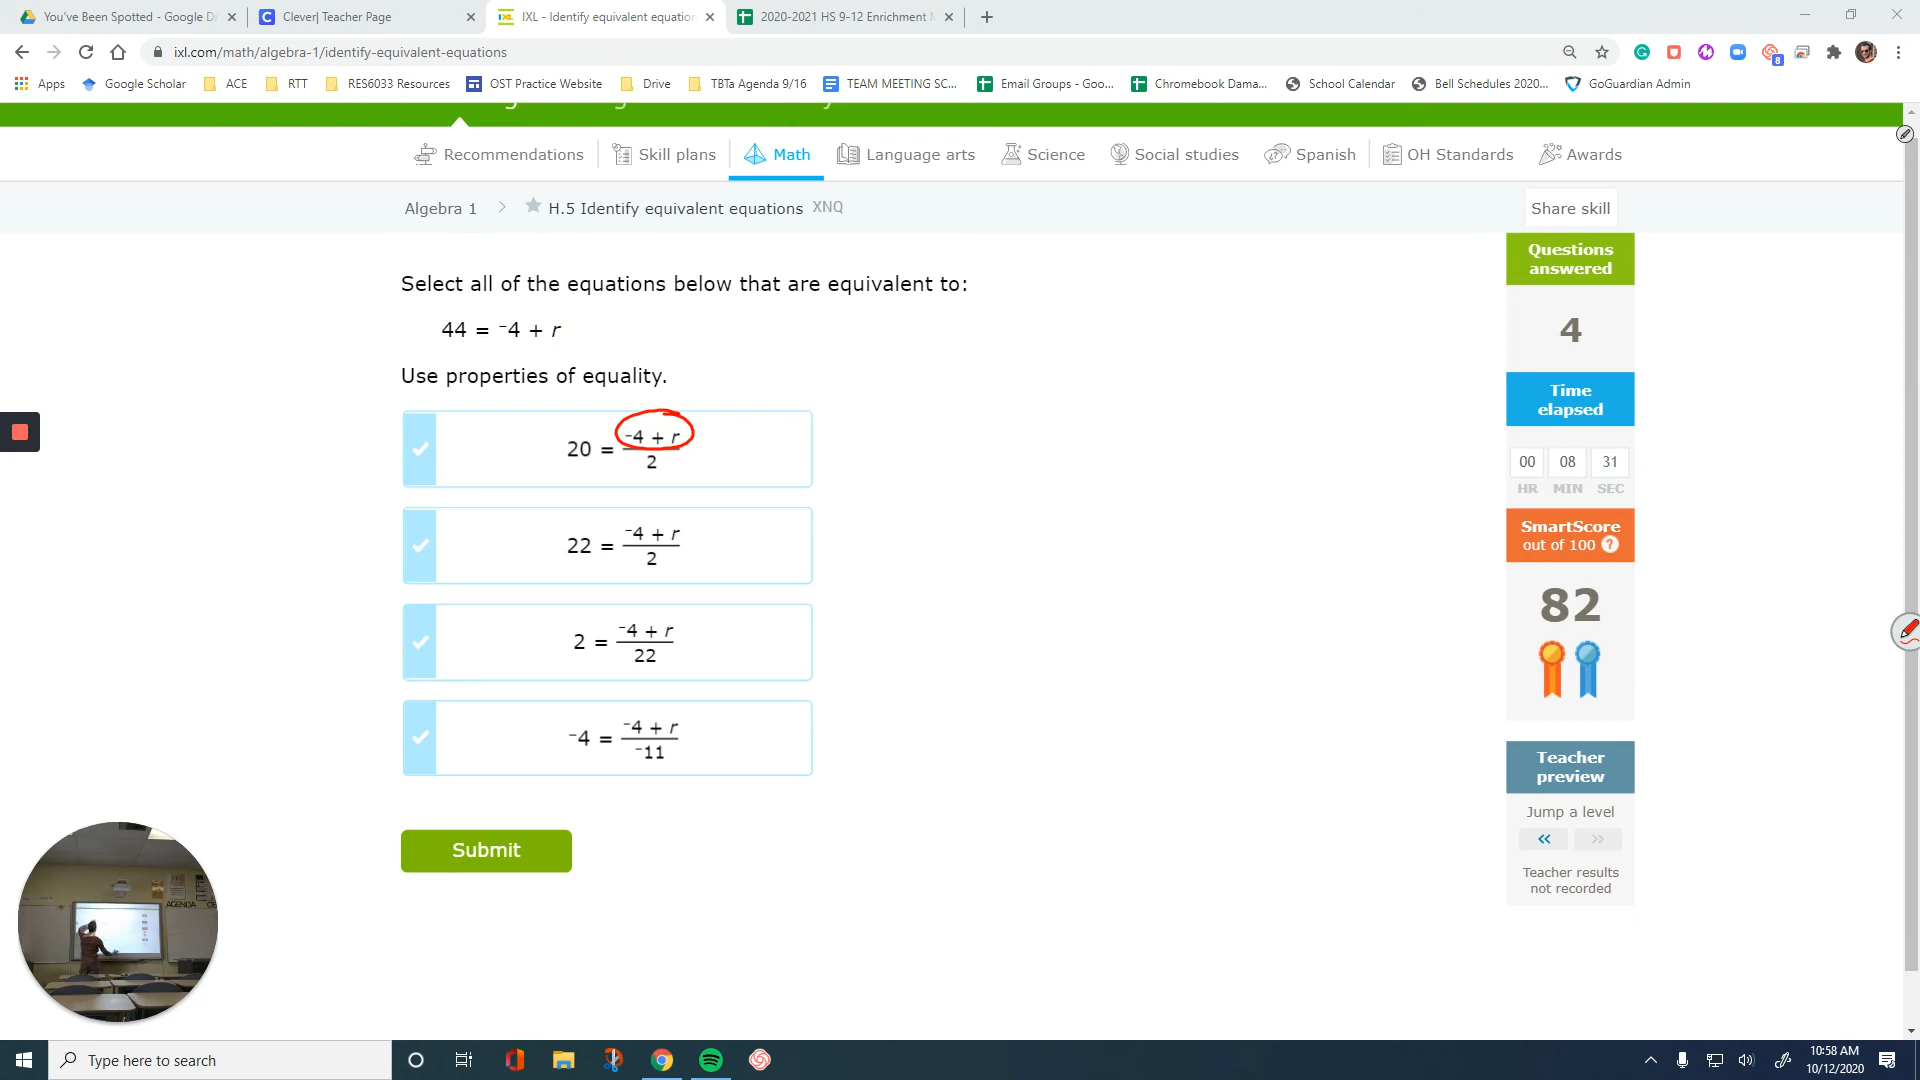 You've Been Spotted - Google Dr
Clever| Teacher Page
IXL - Identify equivalent equation
2020-2021 HS 9-12 Enrichment M
ixl.com/math/algebra-1/identify-equivalent-equations
8
Apps
Google Scholar
ACE
RTT
RES6033 Resources
OST Practice Website
Drive
TBTa Agenda 9/16
TEAM MEETING SC...
Email Groups - Goo...
Chromebook Dama...
School Calendar
Bell Schedules 2020...
GoGuardian Admin
Recommendations
Skill plans
Math
Language arts
Science
Social studies
Spanish
OH Standards
Awards
Algebra 1 > H.5 Identify equivalent equations XNQ
Share skill
Select all of the equations below that are equivalent to:
44 = ⁻4 + r
Use properties of equality.
20 = ⁻4 + r
2
22 = ⁻4 + r
2
2 = ⁻4 + r
22
⁻4 = ⁻4 + r
⁻11
Submit
Questions
answered
4
Time
elapsed
00 08 31
HR MIN SEC
SmartScore
out of 100 ?
82
Teacher
preview
Jump a level
<< >>
Teacher results
not recorded
AGENDA
Type here to search
10:58 AM
10/12/2020